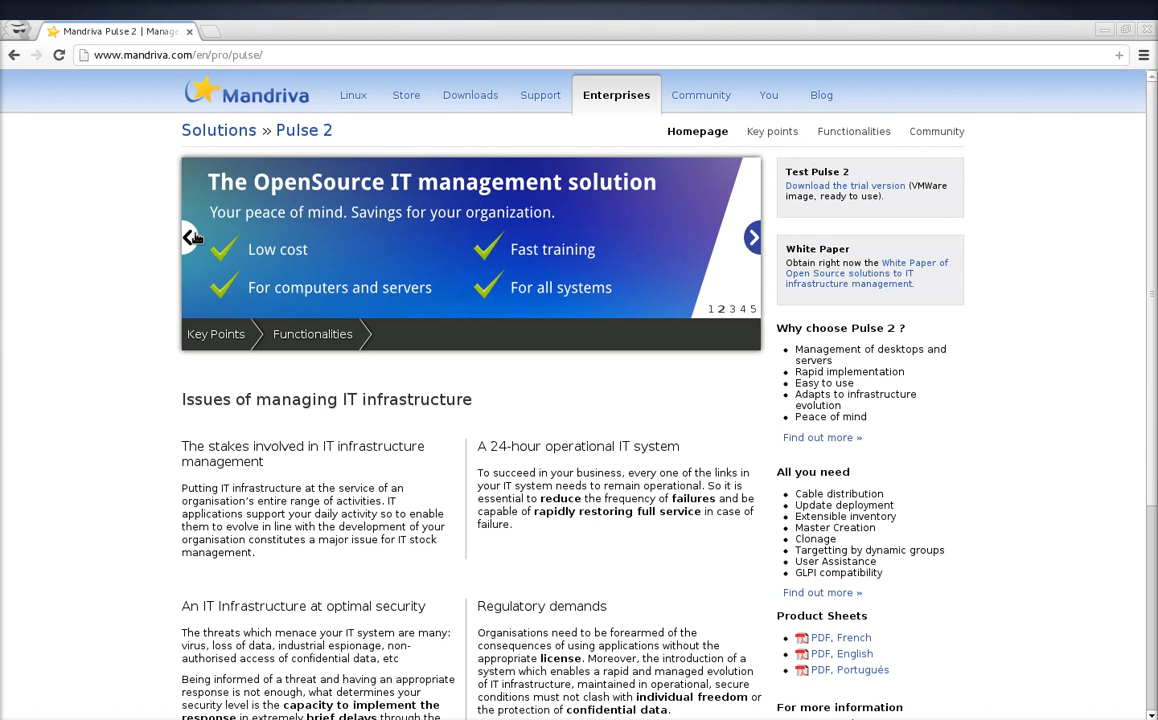 Mandriva Pulse 2 | Manage
www.mandriva.com/en/pro/pulse/
Mandriva
Linux
Store
Downloads
Support
Enterprises
Community
You
Blog
Solutions » Pulse 2
Homepage
Key points
Functionalities
Community
The OpenSource IT management solution
Your peace of mind. Savings for your organization.
Low cost
Fast training
For computers and servers
For all systems
1 2 3 4 5
Key Points
Functionalities
Issues of managing IT infrastructure
The stakes involved in IT infrastructure
management
Putting IT infrastructure at the service of an
organisation's entire range of activities. IT
applications support your daily activity so to enable
them to evolve in line with the development of your
organisation constitutes a major issue for IT stock
management.
A 24-hour operational IT system
To succeed in your business, every one of the links in
your IT system needs to remain operational. So it is
essential to reduce the frequency of failures and be
capable of rapidly restoring full service in case of
failure.
An IT Infrastructure at optimal security
The threats which menace your IT system are many:
virus, loss of data, industrial espionage, non-
authorised access of confidential data, etc
Being informed of a threat and having an appropriate
response is not enough, what determines your
security level is the capacity to implement the
response in extremely brief delays through the
Regulatory demands
Organisations need to be forearmed of the
consequences of using applications without the
appropriate license. Moreover, the introduction of a
system which enables a rapid and managed evolution
of IT infrastructure, maintained in operational, secure
conditions must not clash with individual freedom or
the protection of confidential data.
Test Pulse 2
Download the trial version (VMWare
image, ready to use).
White Paper
Obtain right now the White Paper of
Open Source solutions to IT
infrastructure management.
Why choose Pulse 2 ?
Management of desktops and
servers
Rapid implementation
Easy to use
Adapts to infrastructure
evolution
Peace of mind
Find out more »
All you need
Cable distribution
Update deployment
Extensible inventory
Master Creation
Clonage
Targetting by dynamic groups
User Assistance
GLPI compatibility
Find out more »
Product Sheets
PDF, French
PDF, English
PDF, Portugués
For more information